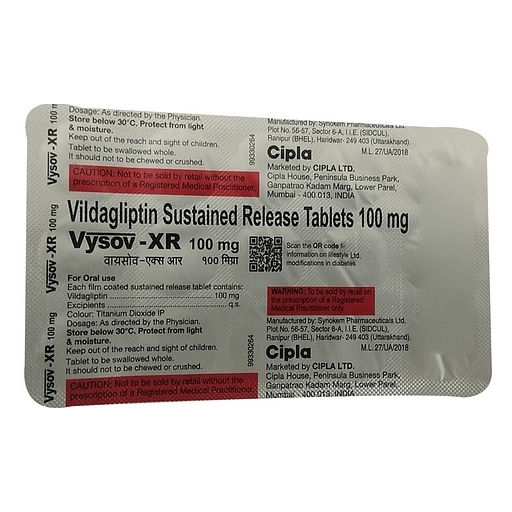 Dosage: As directed by the Physician.
Store below 30°C. Protect from light
& moisture.
Keep out of the reach and sight of children.
Tablet to be swallowed whole.
It should not to be chewed or crushed.
CAUTION: Not to be sold by retail without the
prescription of a Registered Medical Practitioner.
Vysov-XR 100 m
99330264
Manufactured by: Synokem Pharmaceuticals Ltd.
Plot No. 56-57, Sector 6-A, I.I.E. (SIDCUL),
Ranipur (BHEL), Haridwar- 249 403 (Uttarakhand).
Cipla
M.L. 27/UA/2018
Marketed by CIPLA LTD.
Cipla House, Peninsula Business Park,
Ganpatrao Kadam Marg, Lower Parel,
Mumbai - 400 013, INDIA
Vildagliptin Sustained Release Tablets 100 mg
Vysov-XR 100 mg
वायसोव-एक्स आर १०० मिग्रा
Scan the QR code f
information on lifestyle
modifications in diabetes
Vysov-XR 100 mg
For Oral use
Each film coated sustained release tablet contains:
Vildagliptin 100 mg
Excipients q.s.
Colour: Titanium Dioxide IP
Dosage: As directed by the Physician.
Store below 30°C. Protect from light
& moisture.
Keep out of the reach and sight of children.
Tablet to be swallowed whole.
It should not to be chewed or crushed.
CAUTION: Not to be sold by retail without the
prescription of a Registered Medical Practitioner.
Vysov-XR 100 mg
99330264
WARNING: To be sold by retail on
the prescription of a Registered
Medical Practitioner only.
Manufactured by: Synokem Pharmaceuticals Ltd.
Plot No. 56-57, Sector 6-A, I.I.E. (SIDCUL),
Ranipur (BHEL), Haridwar- 249 403 (Uttarakhand).
Cipla
M.L. 27/UA/2018
Marketed by CIPLA LTD.
Cipla House, Peninsula Business Park,
Ganpatrao Kadam Marg, Lower Parel,
Mumbai - 400 013, INDIA